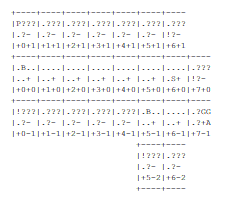 +----+----+----+----+----+----+----+
|P???|.???|.???|.???|.???|.???|.???
|.?- |.?- |.?- |.?- |.?- |.?- |!?-
|+0+1|+1+1|+2+1|+3+1|+4+1|+5+1|+6+1
+----+----+----+----+----+----+----+----+
|.B..|....|....|....|....|....|....|.???
|..+ |..+ |..+ |..+ |..+ |..+ |.S+ |!?-
|+0+0|+1+0|+2+0|+3+0|+4+0|+5+0|+6+0|+7+0
+----+----+----+----+----+----+----+----+
|!???|.???|.???|.???|.???|.B..|....|.?GG
|.?- |.?- |.?- |.?- |.?- |..+ |..+ |.?+A
|+0-1|+1-1|+2-1|+3-1|+4-1|+5-1|+6-1|+7-1
+----+----+----+
|!???|.???
|.?- |.?-
|+5-2|+6-2
+----+----+